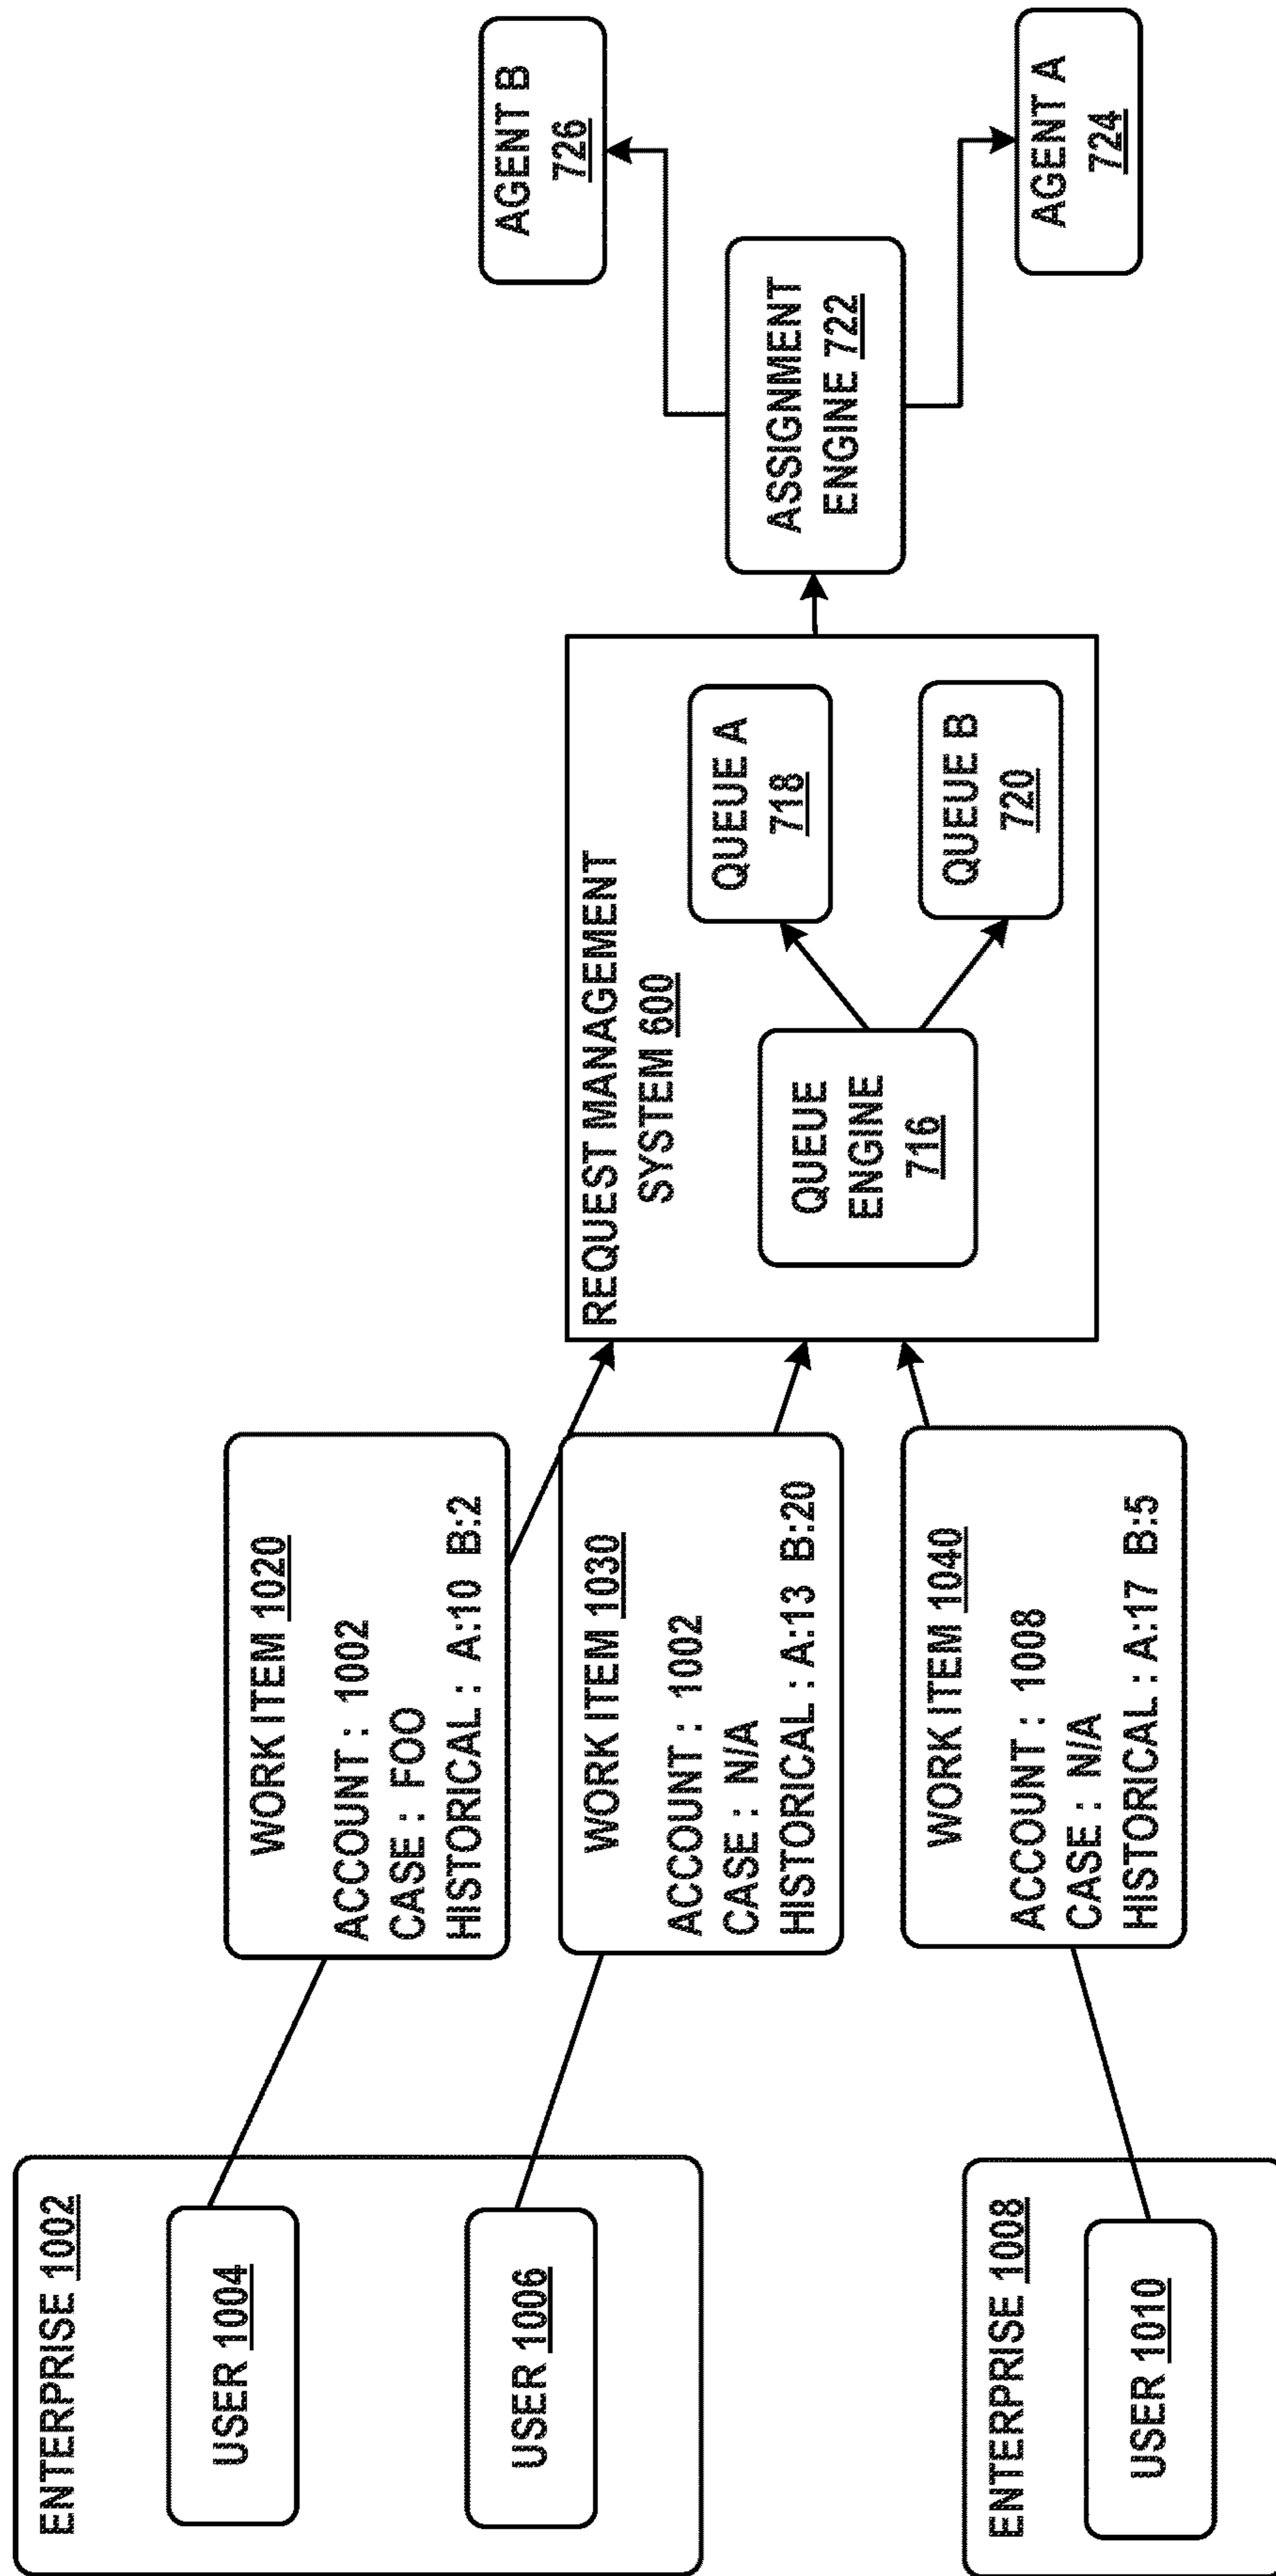 ENTERPRISE 1002
USER 1004
USER 1006
ENTERPRISE 1008
USER 1010
WORK ITEM 1020
ACCOUNT : 1002
CASE : FOO
HISTORICAL : A:10 B:2
WORK ITEM 1030
ACCOUNT : 1002
CASE : N/A
HISTORICAL : A:13 B:20
WORK ITEM 1040
ACCOUNT : 1008
CASE : N/A
HISTORICAL : A:17 B:5
REQUEST MANAGEMENT
SYSTEM 600
QUEUE
ENGINE
716
QUEUE A
718
QUEUE B
720
ASSIGNMENT
ENGINE 722
AGENT B
726
AGENT A
724